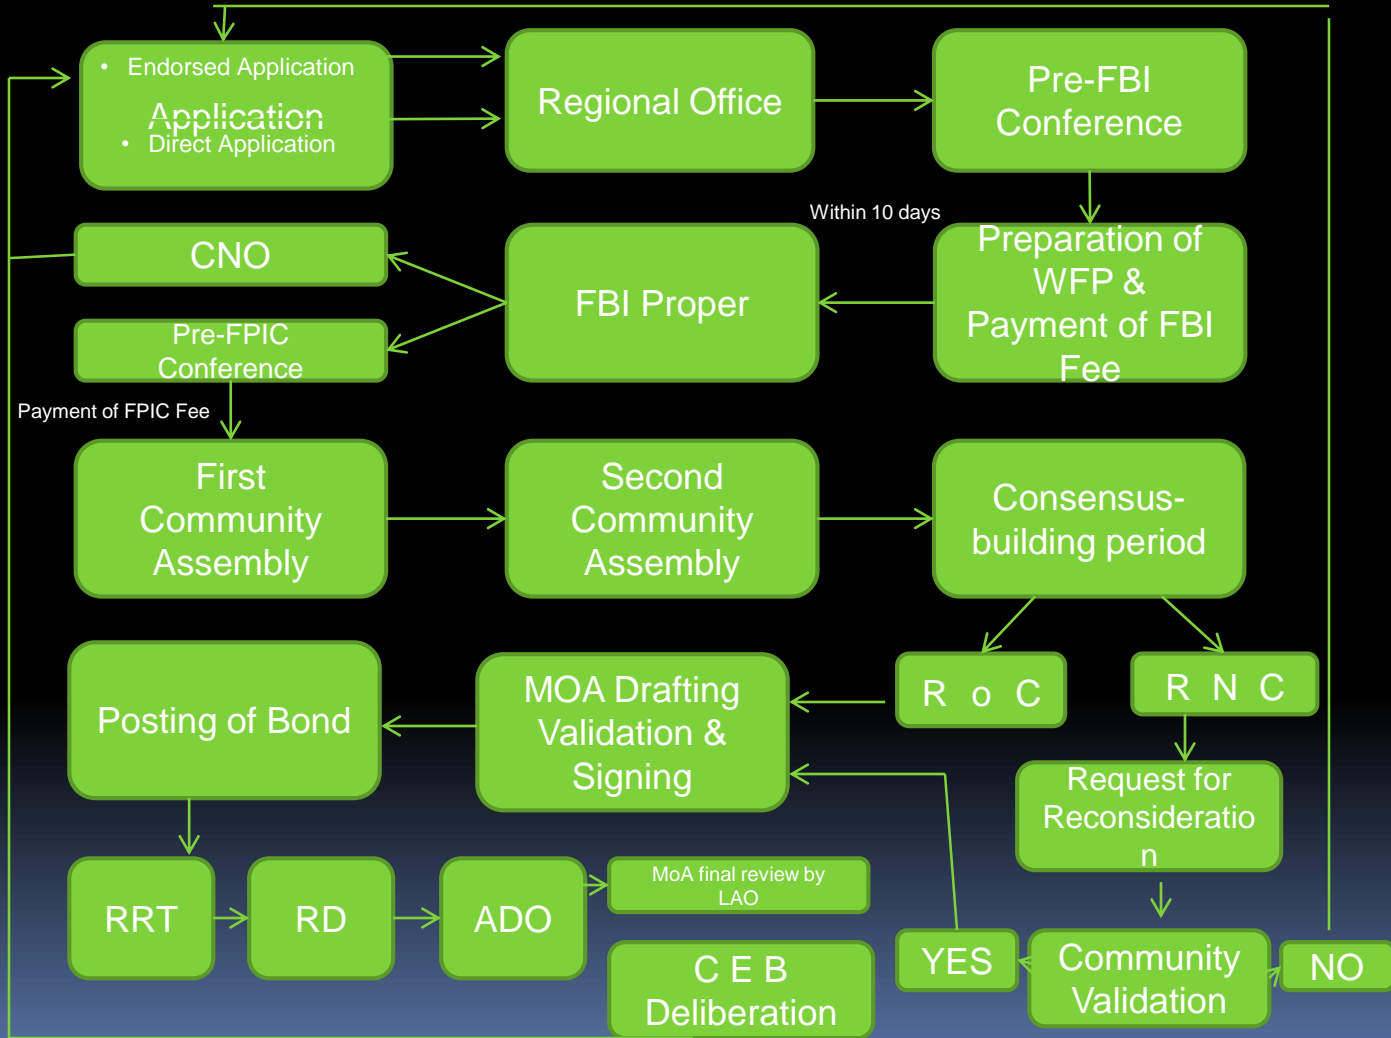 • Endorsed Application
Application
• Direct Application
Regional Office
Pre-FBI
Conference
Within 10 days
CNO
FBI Proper
Preparation of
WFP &
Payment of FBI
Fee
Pre-FPIC
Conference
Payment of FPIC Fee
First
Community
Assembly
Second
Community
Assembly
Consensus-
building period
Posting of Bond
MOA Drafting
Validation &
Signing
R o C
R N C
Request for
Reconsideratio
n
RRT
RD
ADO
MoA final review by
LAO
C E B
Deliberation
YES
Community
Validation
NO